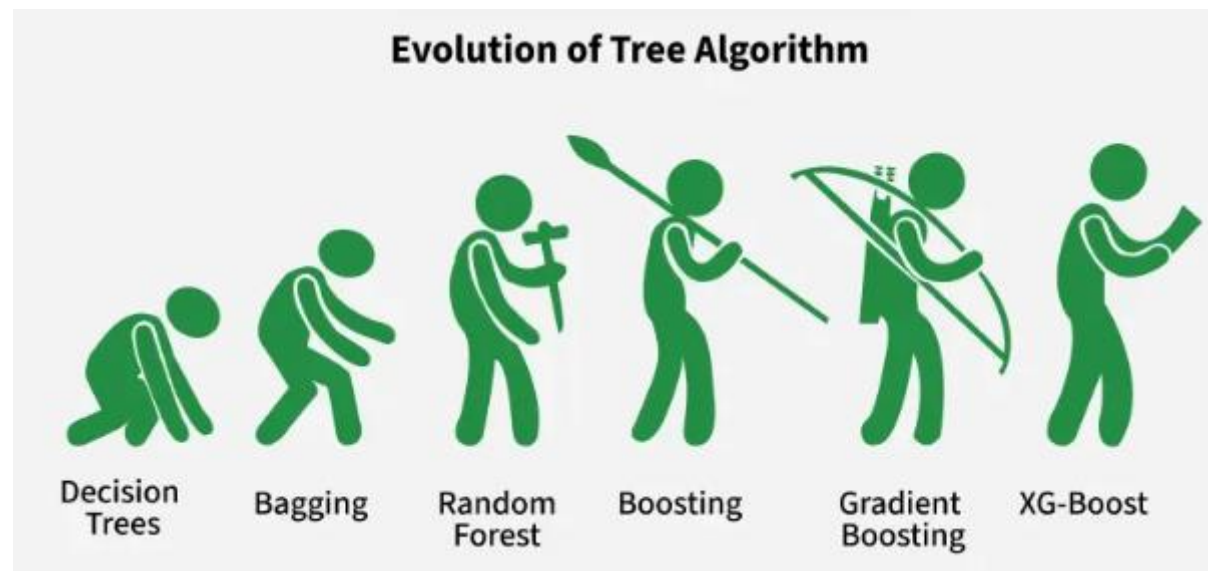 Evolution of Tree Algorithm
Decision
Trees
Bagging
Random
Forest
Boosting
Gradient
Boosting
XG-Boost